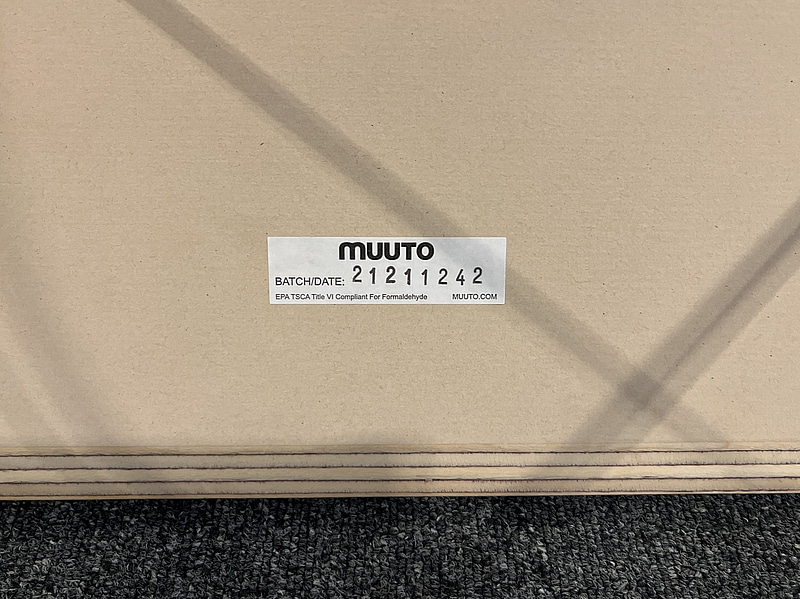 MUUTO
BATCH/DATE: 21211242
EPA TSCA Title VI Compliant For Formaldehyde MUUTO.COM